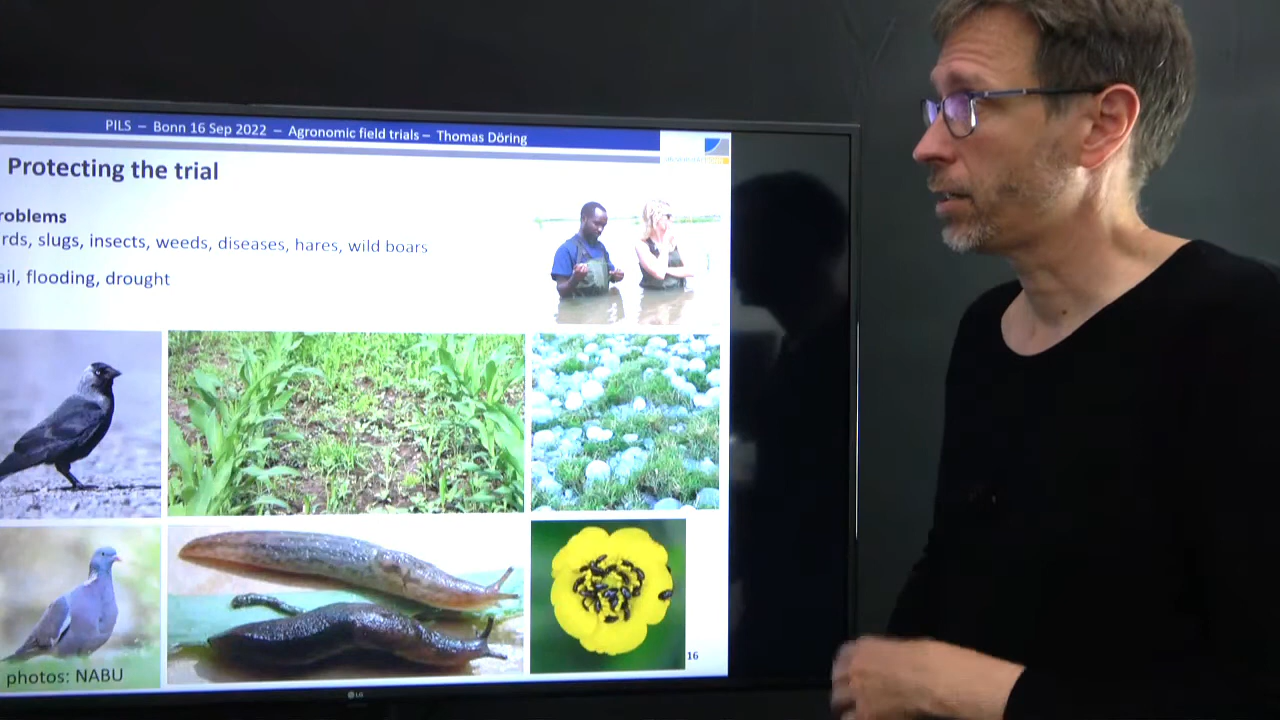 PILS – Bonn 16 Sep 2022 – Agronomic field trials – Thomas Döring
Protecting the trial
roblems
rds, slugs, insects, weeds, diseases, hares, wild boars
ail, flooding, drought
photos: NABU
16
LG